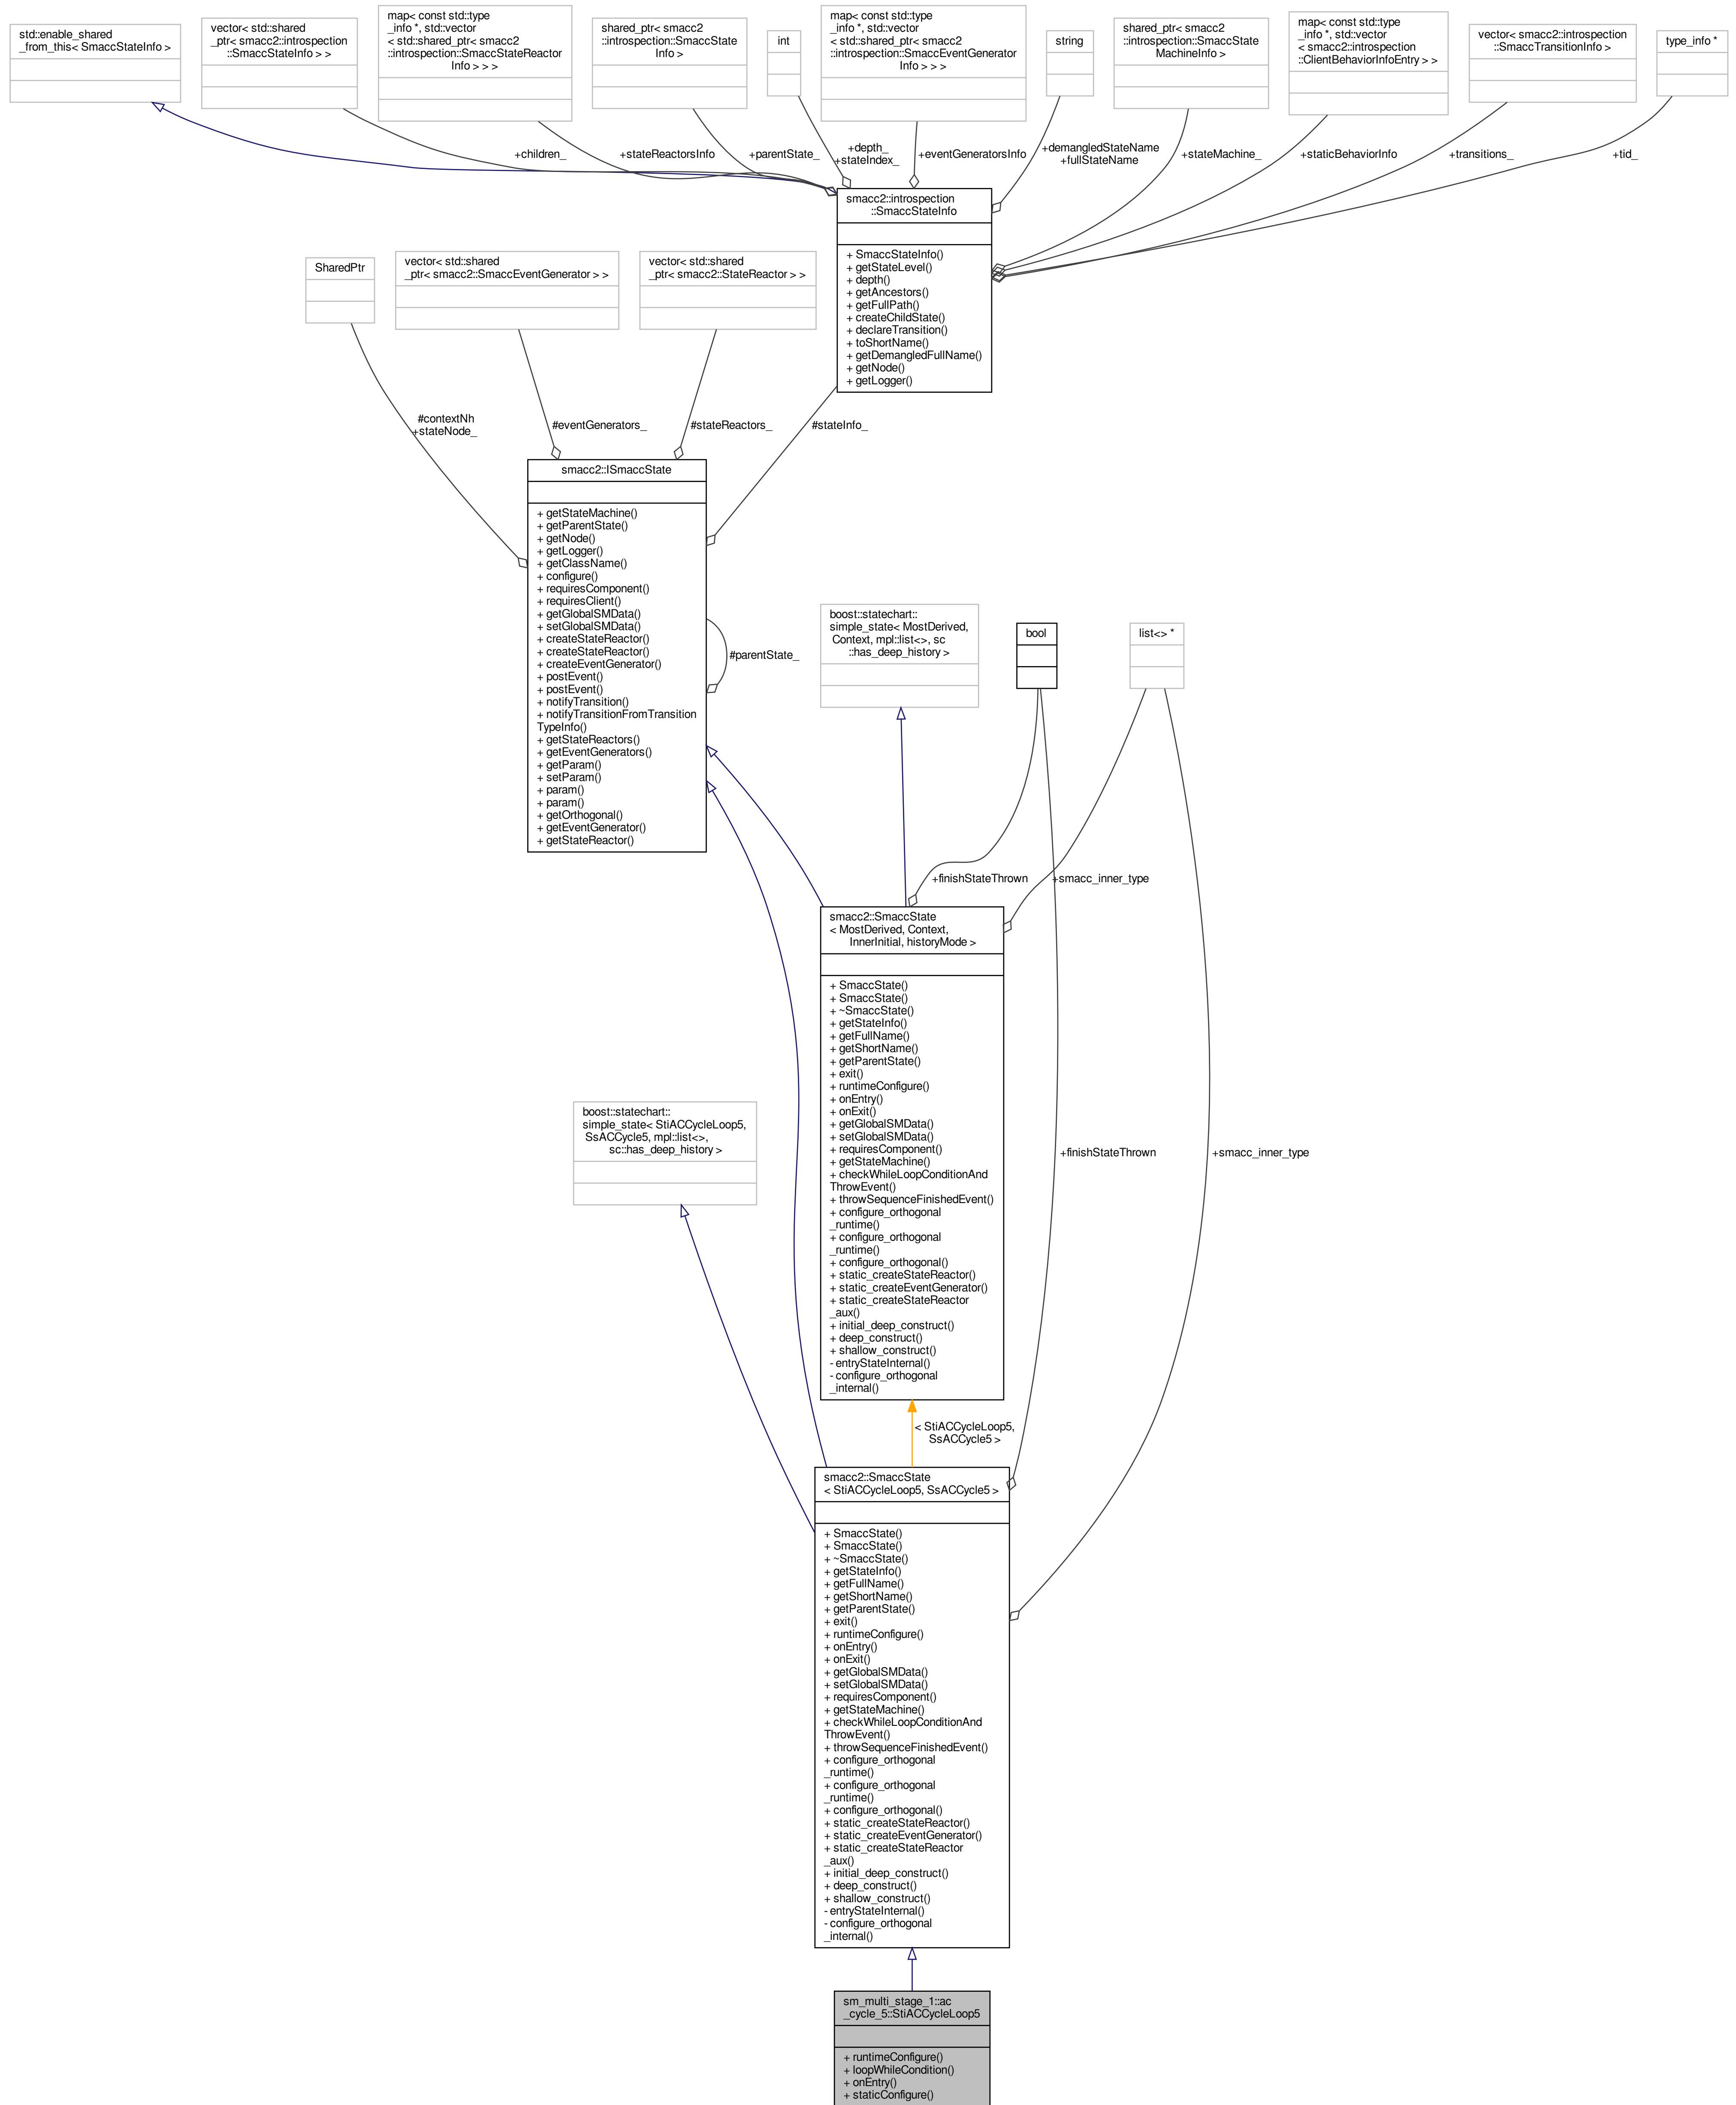 std::enable_shared
_from_this< SmaccStateInfo >
vector< std::shared
_ptr< smacc2::introspection
::SmaccStateInfo > >
map< const std::type
_info *, std::vector
< std::shared_ptr< smacc2
::introspection::SmaccStateReactor
Info > > >
shared_ptr< smacc2
::introspection::SmaccState
Info >
int
map< const std::type
_info *, std::vector
< std::shared_ptr< smacc2
::introspection::SmaccEventGenerator
Info > > >
string
shared_ptr< smacc2
::introspection::SmaccState
MachineInfo >
map< const std::type
_info *, std::vector
< smacc2::introspection
::ClientBehaviorInfoEntry > >
vector< smacc2::introspection
::SmaccTransitionInfo >
type_info *
+children_
+stateReactorsInfo
+parentState_
+depth_
+stateIndex_
+eventGeneratorsInfo
+demangledStateName
+fullStateName
+stateMachine_
+staticBehaviorInfo
+transitions_
+tid_
smacc2::introspection
::SmaccStateInfo
+ SmaccStateInfo()
+ getStateLevel()
+ depth()
+ getAncestors()
+ getFullPath()
+ createChildState()
+ declareTransition()
+ toShortName()
+ getDemangledFullName()
+ getNode()
+ getLogger()
SharedPtr
vector< std::shared
_ptr< smacc2::SmaccEventGenerator > >
vector< std::shared
_ptr< smacc2::StateReactor > >
#contextNh
+stateNode_
#eventGenerators_
#stateReactors_
#stateInfo_
smacc2::ISmaccState
+ getStateMachine()
+ getParentState()
+ getNode()
+ getLogger()
+ getClassName()
+ configure()
+ requiresComponent()
+ requiresClient()
+ getGlobalSMData()
+ setGlobalSMData()
+ createStateReactor()
+ createStateReactor()
+ createEventGenerator()
+ postEvent()
+ postEvent()
+ notifyTransition()
+ notifyTransitionFromTransition
TypeInfo()
+ getStateReactors()
+ getEventGenerators()
+ getParam()
+ setParam()
+ param()
+ param()
+ getOrthogonal()
+ getEventGenerator()
+ getStateReactor()
#parentState_
boost::statechart::
simple_state< MostDerived,
Context, mpl::list<>, sc
::has_deep_history >
bool
list<> *
+finishStateThrown
+smacc_inner_type
smacc2::SmaccState
< MostDerived, Context,
InnerInitial, historyMode >
+ SmaccState()
+ SmaccState()
+ ~SmaccState()
+ getStateInfo()
+ getFullName()
+ getShortName()
+ getParentState()
+ exit()
+ runtimeConfigure()
+ onEntry()
+ onExit()
+ getGlobalSMData()
+ setGlobalSMData()
+ requiresComponent()
+ getStateMachine()
+ checkWhileLoopConditionAnd
ThrowEvent()
+ throwSequenceFinishedEvent()
+ configure_orthogonal
_runtime()
+ configure_orthogonal
_runtime()
+ configure_orthogonal()
+ static_createStateReactor()
+ static_createEventGenerator()
+ static_createStateReactor
_aux()
+ initial_deep_construct()
+ deep_construct()
+ shallow_construct()
- entryStateInternal()
- configure_orthogonal
_internal()
boost::statechart::
simple_state< StiACCycleLoop5,
SsACCycle5, mpl::list<>,
sc::has_deep_history >
+finishStateThrown
+smacc_inner_type
< StiACCycleLoop5,
SsACCycle5 >
smacc2::SmaccState
< StiACCycleLoop5, SsACCycle5 >
+ SmaccState()
+ SmaccState()
+ ~SmaccState()
+ getStateInfo()
+ getFullName()
+ getShortName()
+ getParentState()
+ exit()
+ runtimeConfigure()
+ onEntry()
+ onExit()
+ getGlobalSMData()
+ setGlobalSMData()
+ requiresComponent()
+ getStateMachine()
+ checkWhileLoopConditionAnd
ThrowEvent()
+ throwSequenceFinishedEvent()
+ configure_orthogonal
_runtime()
+ configure_orthogonal
_runtime()
+ configure_orthogonal()
+ static_createStateReactor()
+ static_createEventGenerator()
+ static_createStateReactor
_aux()
+ initial_deep_construct()
+ deep_construct()
+ shallow_construct()
- entryStateInternal()
- configure_orthogonal
_internal()
sm_multi_stage_1::ac
_cycle_5::StiACCycleLoop5
+ runtimeConfigure()
+ loopWhileCondition()
+ onEntry()
+ staticConfigure()